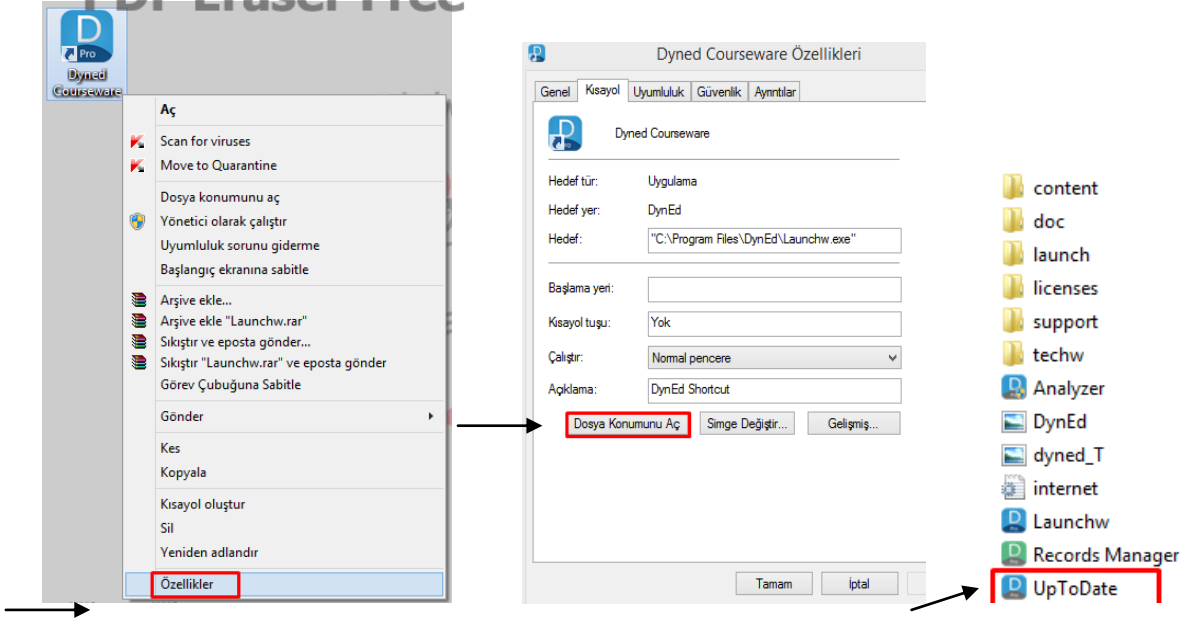 PDF Eraser Free
D
Pro
Dyned
Courseware
Aç
Scan for viruses
Move to Quarantine
Dosya konumunu aç
Yönetici olarak çalıştır
Uyumluluk sorunu giderme
Başlangıç ekranına sabitle
Arşive ekle...
Arşive ekle "Launchw.rar"
Sıkıştır ve eposta gönder...
Sıkıştır "Launchw.rar" ve eposta gönder
Görev Çubuğuna Sabitle
Gönder
Kes
Kopyala
Kısayol oluştur
Sil
Yeniden adlandır
Özellikler
Dyned Courseware Özellikleri
Genel Kısayol Uyumluluk Güvenlik Ayrıntılar
Dyned Courseware
Hedef tür: Uygulama
Hedef yer: DynEd
Hedef: "C:\Program Files\DynEd\Launchw.exe"
Başlama yeri:
Kısayol tuşu: Yok
Çalıştır: Normal pencere
Açıklama: DynEd Shortcut
Dosya Konumunu Aç Simge Değiştir... Gelişmiş...
Tamam İptal
content
doc
launch
licenses
support
techw
Analyzer
DynEd
dyned_T
internet
Launchw
Records Manager
UpToDate